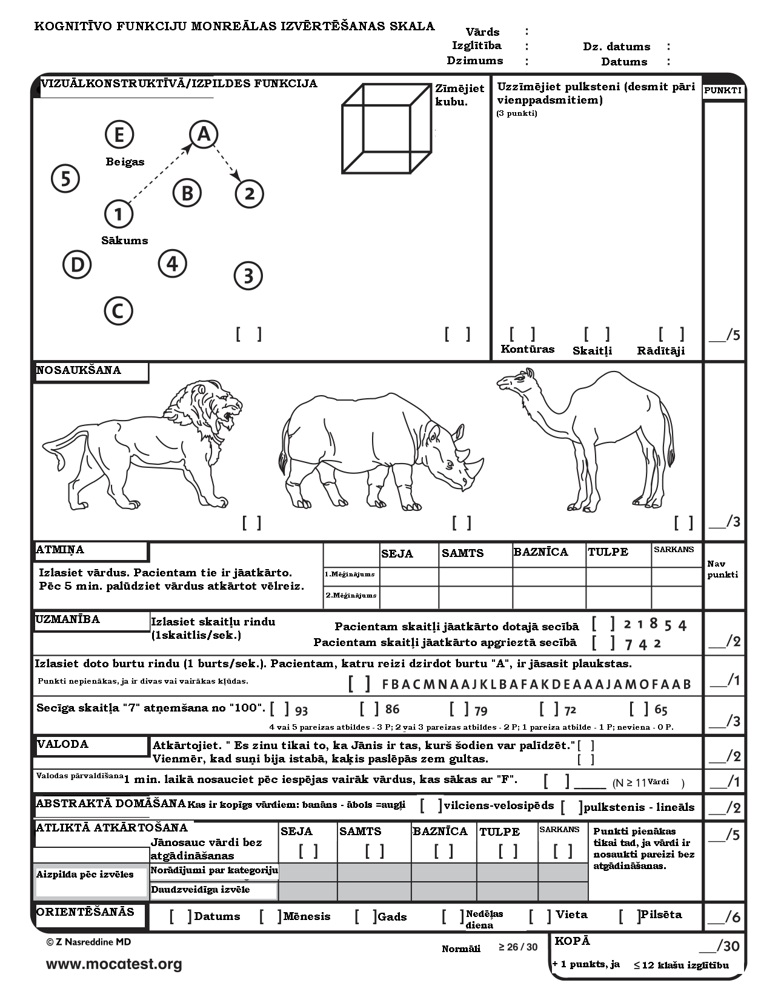 KOGNITĪVO FUNKCIJU MONREĀLAS IZVĒRTĒŠANAS SKALA
Vārds :
Izglītība : Dz. datums :
Dzimums : Datums :
VIZUĀLKONSTRUKTĪVĀ/IZPILDES FUNKCIJA
Zīmējiet
kubu.
Uzzīmējiet pulksteni (desmit pāri
vienppadsmitiem)
(3 punkti)
PUNKTI
E
A
Beigas
5
B
2
1
Sākums
D
4
3
C
[ ] [ ] [ ] [ ] [ ] __/5
Kontūras Skaitļi Rādītāji
NOSAUKŠANA
[ ] [ ] [ ] __/3
ATMIŅA
SEJA SAMTS BAZNĪCA TULPE SARKANS
Izlasiet vārdus. Pacientam tie ir jāatkārto.
Pēc 5 min. palūdziet vārdus atkārtot vēlreiz.
1.Mēģinājums
2.Mēģinājums
Nav
punkti
UZMANĪBA
Izlasiet skaitļu rindu
(1skaitlis/sek.)
Pacientam skaitļi jāatkārto dotajā secībā [ ] 2 1 8 5 4
Pacientam skaitļi jāatkārto apgrieztā secībā [ ] 7 4 2 __/2
Izlasiet doto burtu rindu (1 burts/sek.). Pacientam, katru reizi dzirdot burtu "A", ir jāsasit plaukstas.
Punkti nepienākas, ja ir divas vai vairākas kļūdas. [ ] F B A C M N A A J K L B A F A K D E A A A J A M O F A A B __/1
Secīga skaitļa "7" atņemšana no "100". [ ] 93 [ ] 86 [ ] 79 [ ] 72 [ ] 65
4 vai 5 pareizas atbildes - 3 P; 2 vai 3 pareizas atbildes - 2 P; 1 pareiza atbilde - 1 P; neviena - 0 P. __/3
VALODA
Atkārtojiet. " Es zinu tikai to, ka Jānis ir tas, kurš šodien var palīdzēt." [ ]
Vienmēr, kad suņi bija istabā, kaķis paslēpās zem gultas. [ ] __/2
Valodas pārvaldīšana 1 min. laikā nosauciet pēc iespējas vairāk vārdus, kas sākas ar "F". [ ] _____ (N ≥ 11 Vārdi ) __/1
ABSTRAKTĀ DOMĀŠANA Kas ir kopīgs vārdiem: banāns - ābols =augļi [ ] vilciens-velosipēds [ ] pulkstenis - lineāls __/2
ATLIKTĀ ATKĀRTOŠANA
Jānosauc vārdi bez
atgādināšanas
SEJA SAMTS BAZNĪCA TULPE SARKANS
[ ] [ ] [ ] [ ] [ ]
Punkti pienākas
tikai tad, ja vārdi ir
nosaukti pareizi bez
atgādināšanas.
__/5
Aizpilda pēc izvēles
Norādījumi par kategoriju
Daudzveidīga izvēle
ORIENTĒŠANĀS
[ ] Datums [ ] Mēnesis [ ] Gads [ ] Nedēļas
diena
[ ] Vieta [ ] Pilsēta __/6
© Z Nasreddine MD
www.mocatest.org
Normāli ≥ 26 / 30
KOPĀ __/30
+ 1 punkts, ja ≤ 12 klašu izglītību